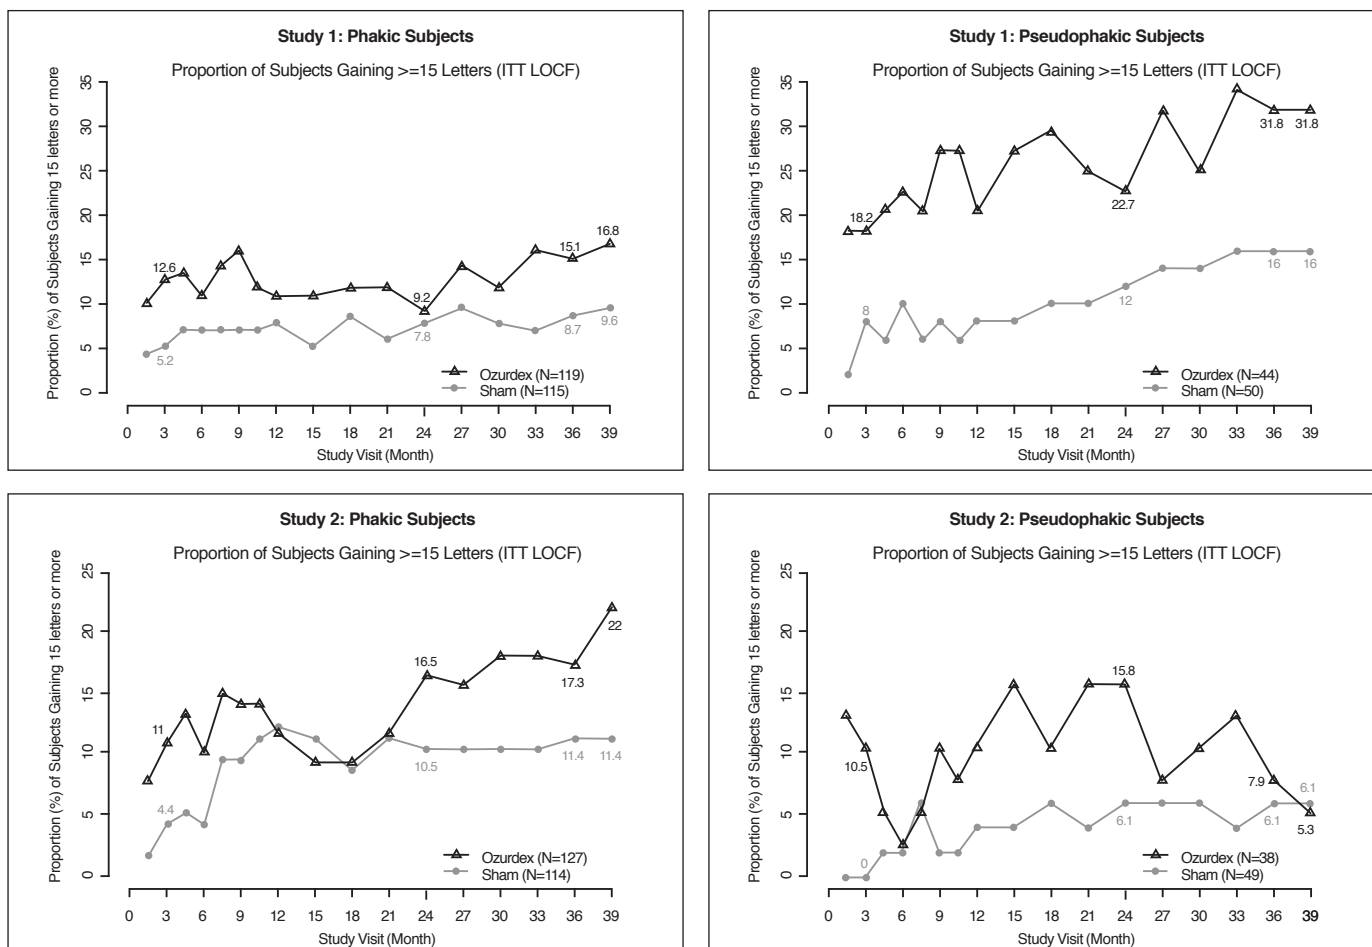 Study 1: Phakic Subjects
Proportion of Subjects Gaining >=15 Letters (ITT LOCF)
Proportion (%) of Subjects Gaining 15 letters or more
35
30
25
20
15
10
5
0
12.6
5.2
9.2
7.8
15.1
16.8
8.7
9.6
Ozurdex (N=119)
Sham (N=115)
0 3 6 9 12 15 18 21 24 27 30 33 36 39
Study Visit (Month)
Study 1: Pseudophakic Subjects
Proportion of Subjects Gaining >=15 Letters (ITT LOCF)
Proportion (%) of Subjects Gaining 15 letters or more
35
30
25
20
15
10
5
0
18.2
8
22.7
12
31.8
31.8
16
16
Ozurdex (N=44)
Sham (N=50)
0 3 6 9 12 15 18 21 24 27 30 33 36 39
Study Visit (Month)
Study 2: Phakic Subjects
Proportion of Subjects Gaining >=15 Letters (ITT LOCF)
Proportion (%) of Subjects Gaining 15 letters or more
25
20
15
10
5
0
11
4.4
16.5
10.5
17.3
22
11.4
11.4
Ozurdex (N=127)
Sham (N=114)
0 3 6 9 12 15 18 21 24 27 30 33 36 39
Study Visit (Month)
Study 2: Pseudophakic Subjects
Proportion of Subjects Gaining >=15 Letters (ITT LOCF)
Proportion (%) of Subjects Gaining 15 letters or more
25
20
15
10
5
0
10.5
0
15.8
6.1
7.9
6.1
6.1
5.3
Ozurdex (N=38)
Sham (N=49)
0 3 6 9 12 15 18 21 24 27 30 33 36 39
Study Visit (Month)